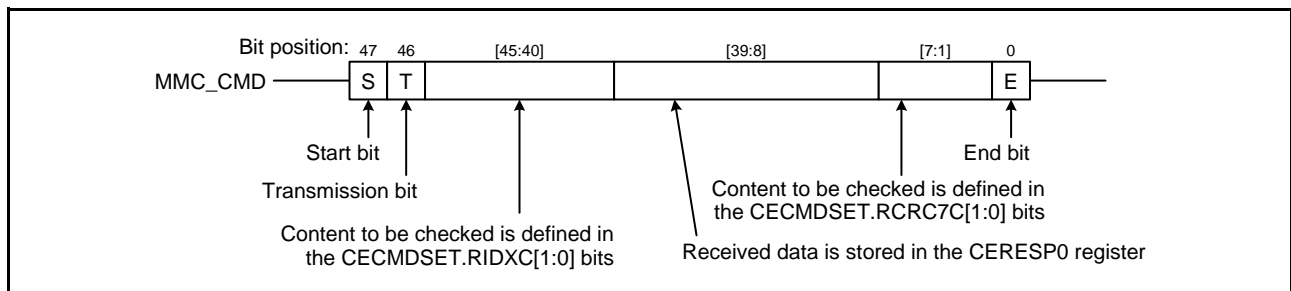 Bit position: 47 46 [45:40] [39:8] [7:1] 0
MMC_CMD S T E
Start bit
End bit
Transmission bit
Content to be checked is defined in
the CECMDSET.RCRC7C[1:0] bits
Content to be checked is defined in
the CECMDSET.RIDXC[1:0] bits
Received data is stored in the CERESP0 register